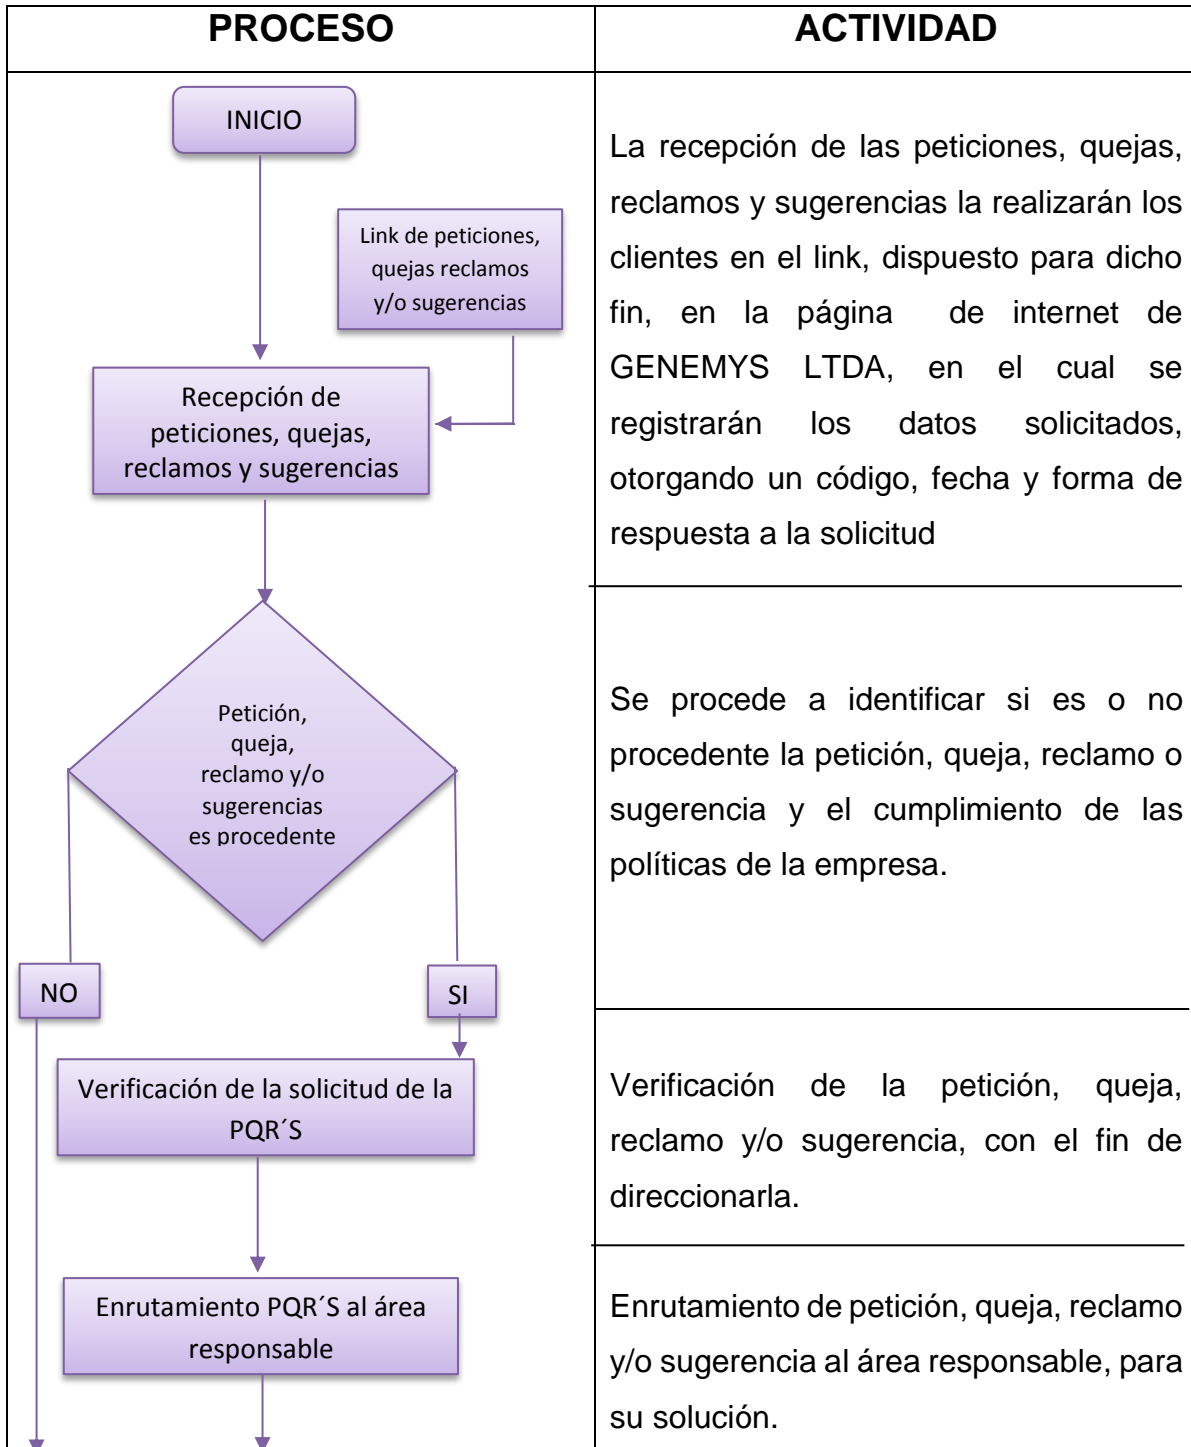 PROCESO
ACTIVIDAD
INICIO
Link de peticiones,
quejas reclamos
y/o sugerencias
Recepción de
peticiones, quejas,
reclamos y sugerencias
La recepción de las peticiones, quejas,
reclamos y sugerencias la realizarán los
clientes en el link, dispuesto para dicho
fin, en la página de internet de
GENEMYS LTDA, en el cual se
registrarán los datos solicitados,
otorgando un código, fecha y forma de
respuesta a la solicitud
Petición,
queja,
reclamo y/o
sugerencias
es procedente
Se procede a identificar si es o no
procedente la petición, queja, reclamo o
sugerencia y el cumplimiento de las
políticas de la empresa.
NO
SI
Verificación de la solicitud de la
PQR´S
Verificación de la petición, queja,
reclamo y/o sugerencia, con el fin de
direccionarla.
Enrutamiento PQR´S al área
responsable
Enrutamiento de petición, queja, reclamo
y/o sugerencia al área responsable, para
su solución.